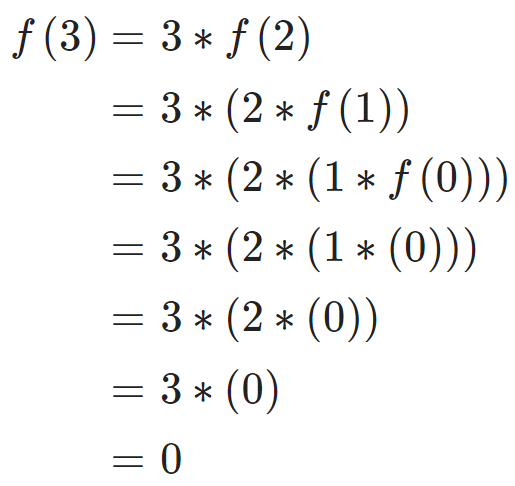 f (3) = 3 ∗ f (2)
= 3 ∗ (2 ∗ f (1))
= 3 ∗ (2 ∗ (1 ∗ f (0)))
= 3 ∗ (2 ∗ (1 ∗ (0)))
= 3 ∗ (2 ∗ (0))
= 3 ∗ (0)
= 0